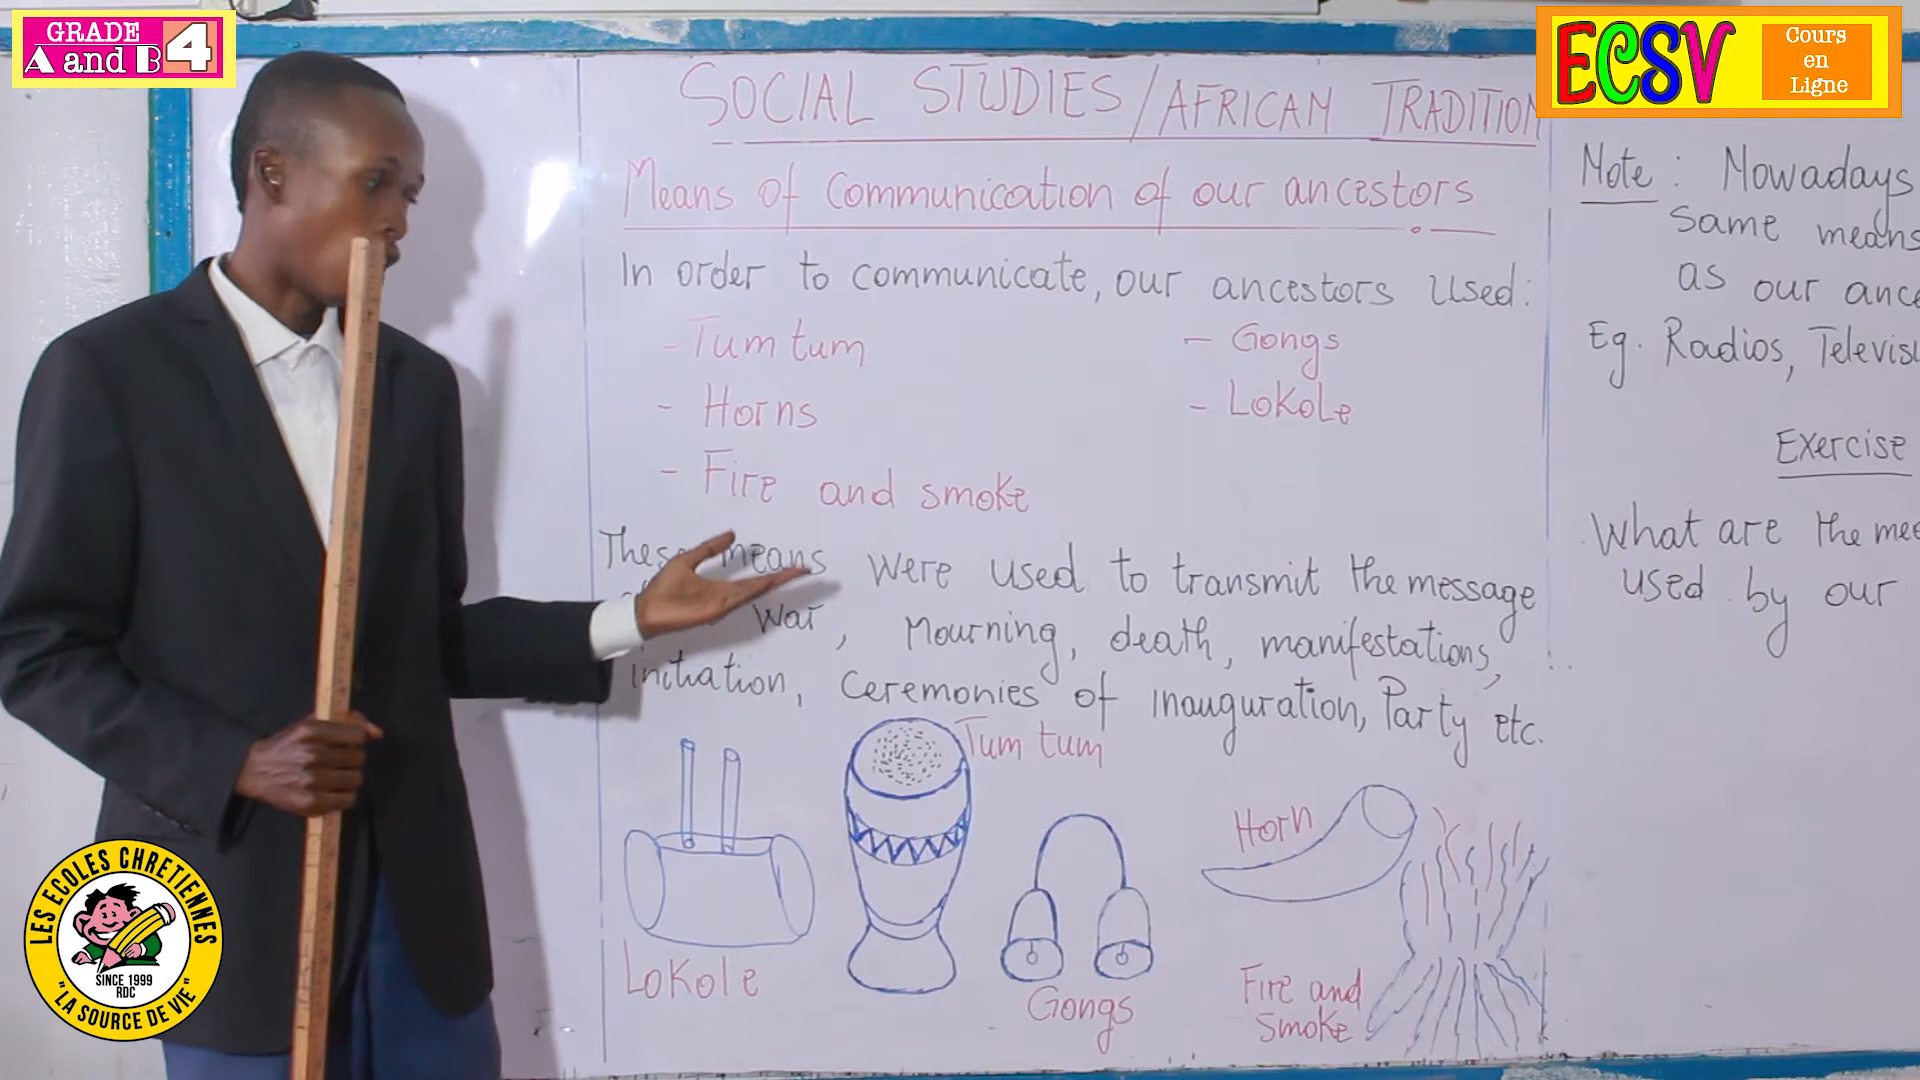 GRADE
A and B 4
ECSV
Cours
en
Ligne
SOCIAL STUDIES/AFRICAN TRADITION
Means of Communication of our ancestors
In order to communicate, our ancestors used:
- Tum tum
- Gongs
- Horns
- LoKole
- Fire and smoke
These means were used to transmit the message
War, Mourning, death, manifestations,
Initiation, Ceremonies of inauguration, Party etc.
Tum tum
Horn
LoKole
Gongs
Fire and
Smoke
Note: Nowadays
same means
as our
Eg. Radios,
Exercise
What are the
used by our
LES ECOLES CHRETIENNES
SINCE 1999
RDC
"LA SOURCE DE VIE"